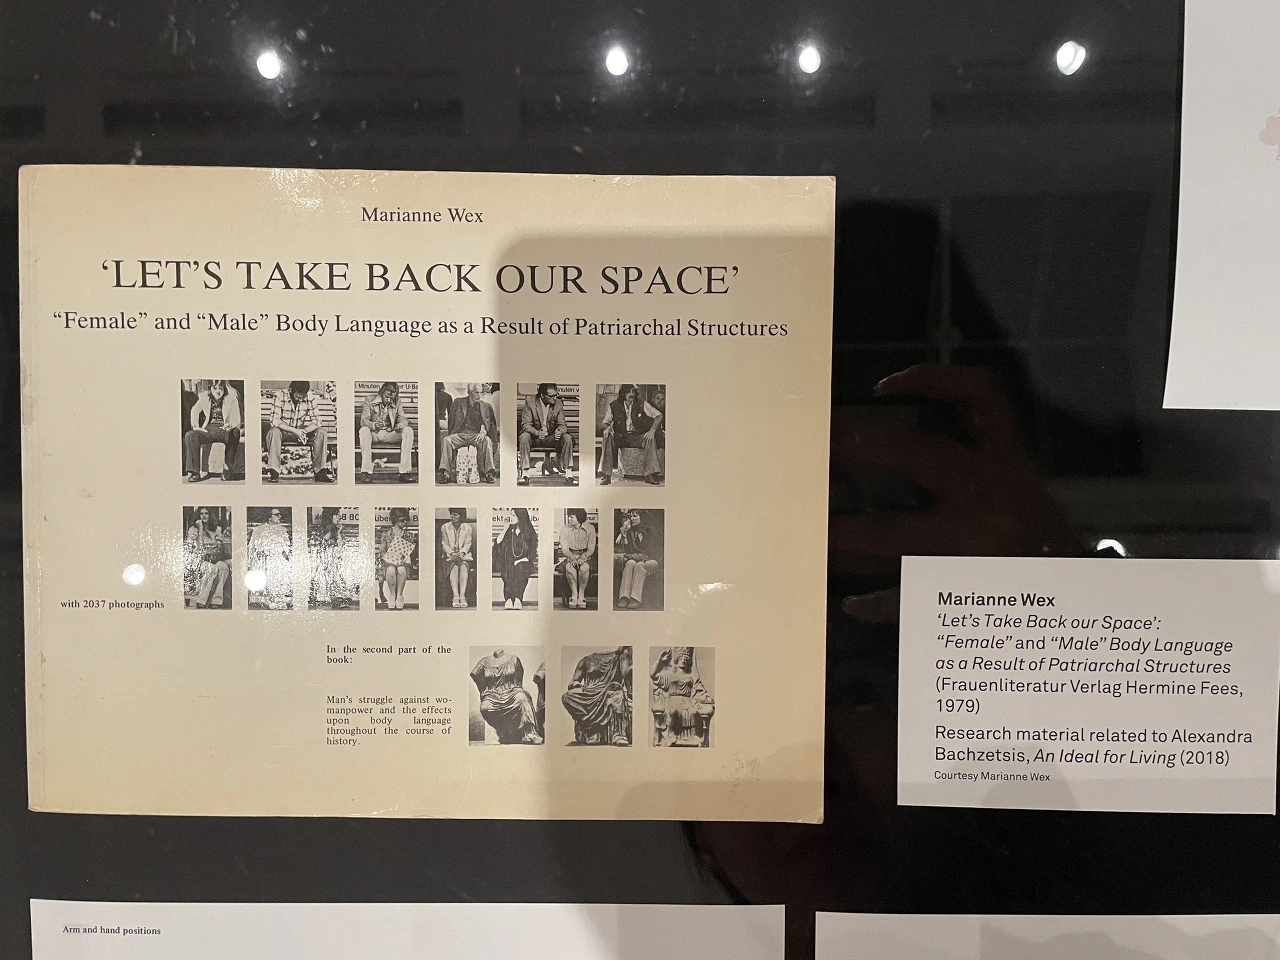 Marianne Wex
‘LET’S TAKE BACK OUR SPACE’
“Female” and “Male” Body Language as a Result of Patriarchal Structures
with 2037 photographs
In the second part of the
book:
Man’s struggle against wo-
manpower and the effects
upon body language
throughout the course of
history.
Marianne Wex
‘Let’s Take Back our Space’:
“Female” and “Male” Body Language
as a Result of Patriarchal Structures
(Frauenliteratur Verlag Hermine Fees,
1979)
Research material related to Alexandra
Bachzetsis, An Ideal for Living (2018)
Courtesy Marianne Wex
Arm and hand positions